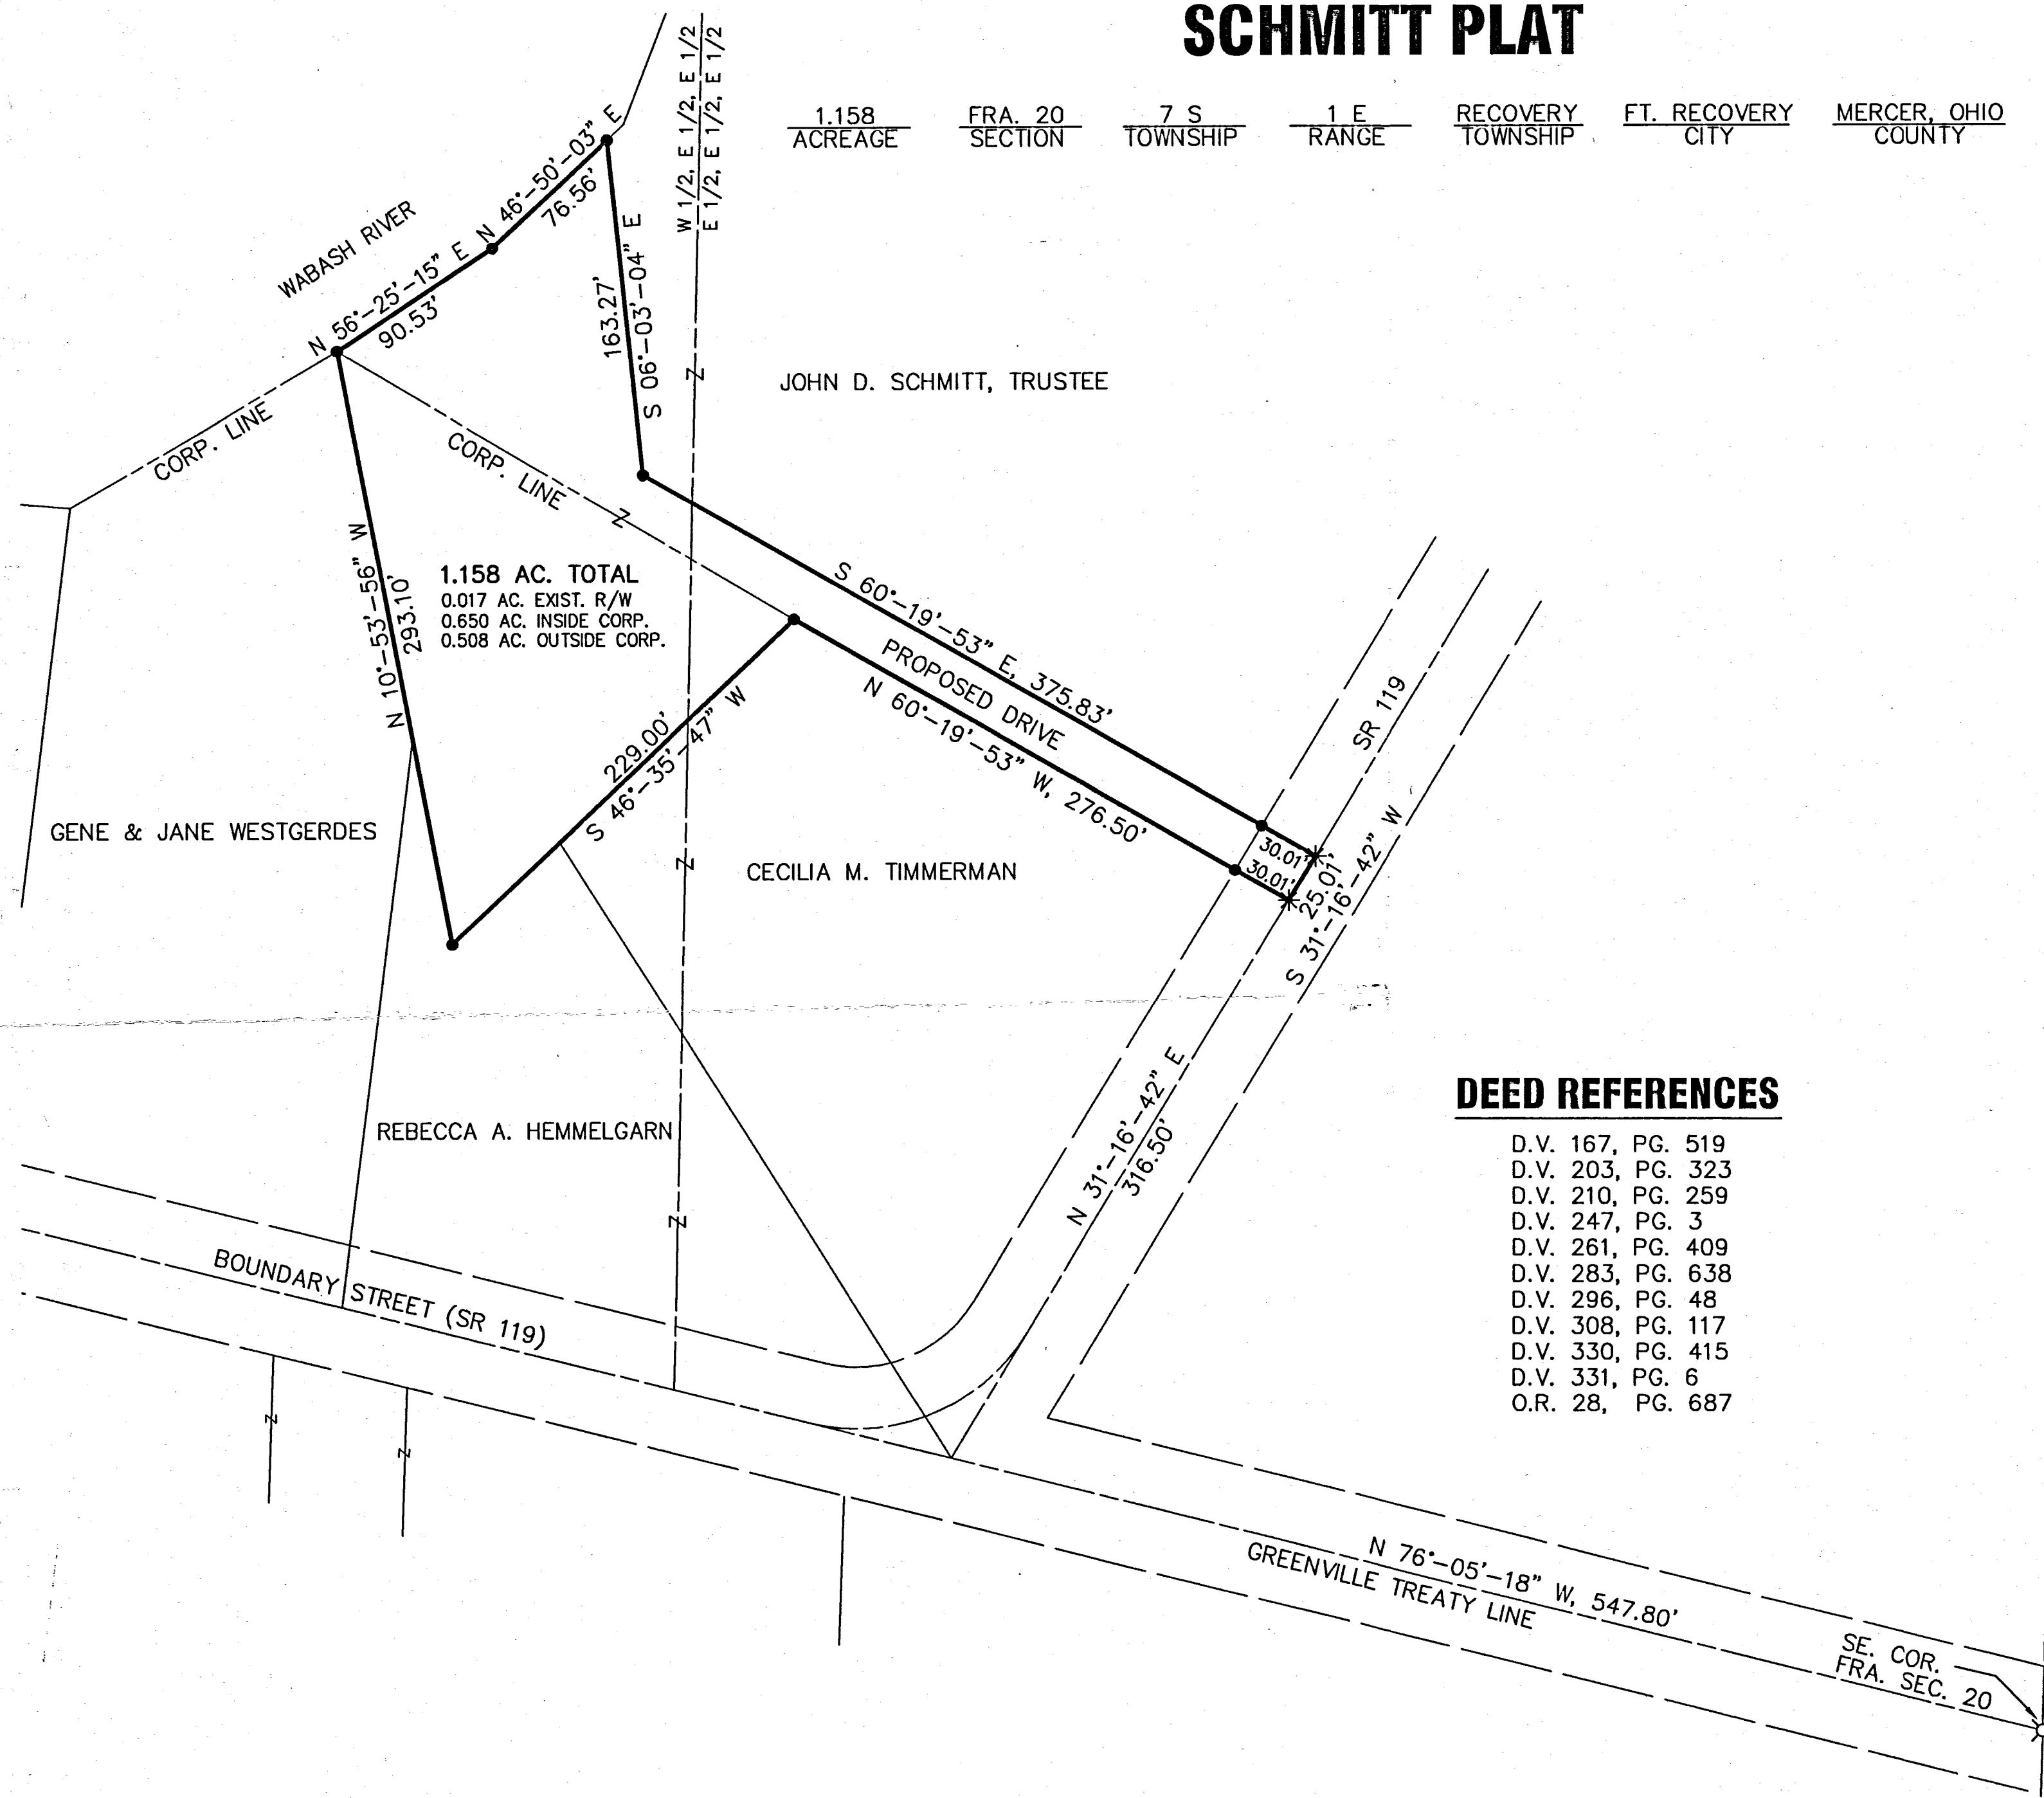 SCHMITT PLAT
1.158
ACREAGE
FRA. 20
SECTION
7 S
TOWNSHIP
1 E
RANGE
RECOVERY
TOWNSHIP
FT. RECOVERY
CITY
MERCER, OHIO
COUNTY
W 1/2, E 1/2, E 1/2
E 1/2, E 1/2, E 1/2
WABASH RIVER
N 56°-25'-15" E
90.53'
N 46°-50'-03" E
76.56'
163.27'
S 06°-03'-04" E
Z
JOHN D. SCHMITT, TRUSTEE
CORP. LINE
CORP. LINE
Z
N 10°-53'-56" W
293.10'
1.158 AC. TOTAL
0.017 AC. EXIST. R/W
0.650 AC. INSIDE CORP.
0.508 AC. OUTSIDE CORP.
S 60°-19'-53" E, 375.83'
PROPOSED DRIVE
N 60°-19'-53" W, 276.50'
SR 119
229.00'
S 46°-35'-47" W
30.01'
30.01'
25.01'
S 31°-16'-42" W
GENE & JANE WESTGERDES
Z
CECILIA M. TIMMERMAN
REBECCA A. HEMMELGARN
N 31°-16'-42" E
316.50'
Z
DEED REFERENCES
D.V. 167, PG. 519
D.V. 203, PG. 323
D.V. 210, PG. 259
D.V. 247, PG. 3
D.V. 261, PG. 409
D.V. 283, PG. 638
D.V. 296, PG. 48
D.V. 308, PG. 117
D.V. 330, PG. 415
D.V. 331, PG. 6
O.R. 28, PG. 687
BOUNDARY STREET (SR 119)
Z
Z
N 76°-05'-18" W, 547.80'
GREENVILLE TREATY LINE
SE. COR.
FRA. SEC. 20